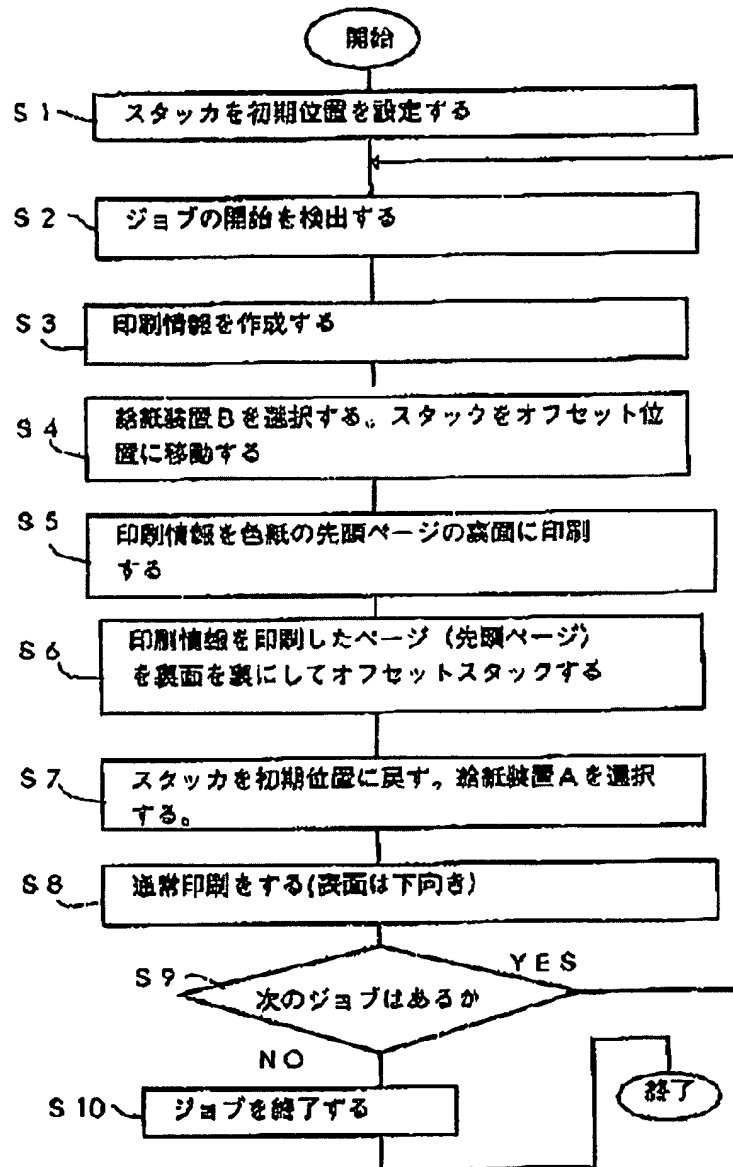 開始
S1
スタッカを初期位置を設定する
S2
ジョブの開始を検出する
S3
印刷情報を作成する
S4
給紙装置Bを選択する。スタックをオフセット位
置に移動する
S5
印刷情報を色紙の先頭ページの裏面に印刷
する
S6
印刷情報を印刷したページ(先頭ページ)
を裏面を裏にしてオフセットスタックする
S7
スタッカを初期位置に戻す。給紙装置Aを選択
する。
S8
通常印刷をする(表面は下向き)
S9
YES
次のジョブはあるか
NO
S10
ジョブを終了する
終了